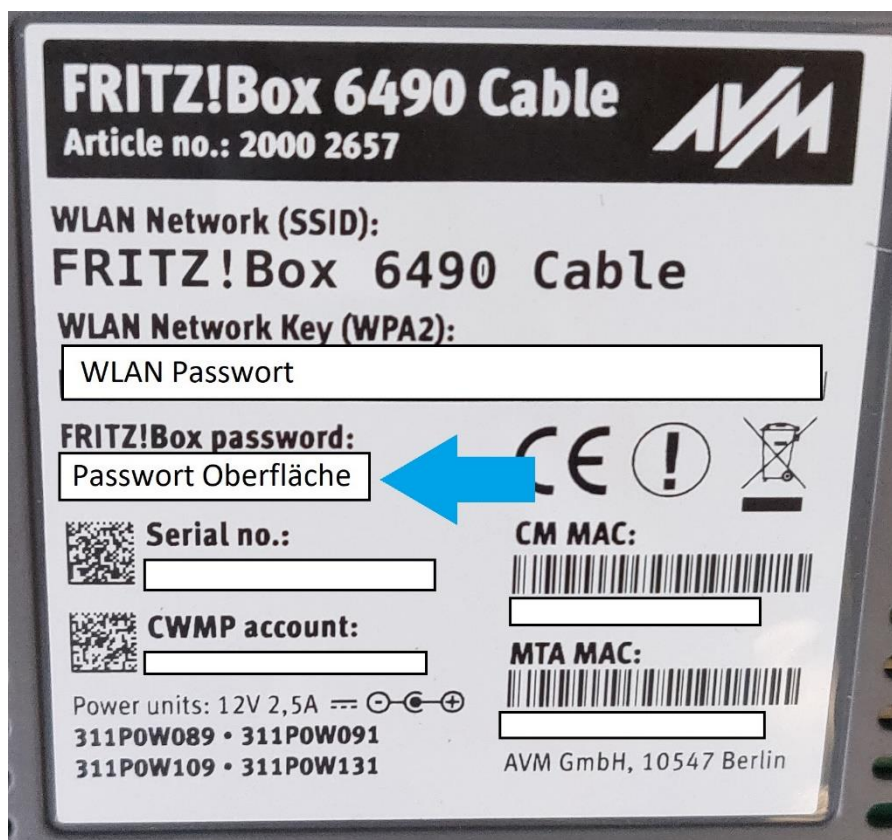 FRITZ!Box 6490 Cable
Article no.: 2000 2657
AVM
WLAN Network (SSID):
FRITZ!Box 6490 Cable
WLAN Network Key (WPA2):
WLAN Passwort
FRITZ!Box password:
Passwort Oberfläche
CE
Serial no.:
CM MAC:
CWMP account:
MTA MAC:
Power units: 12V 2,5A
311P0W089 • 311P0W091
311P0W109 • 311P0W131
AVM GmbH, 10547 Berlin